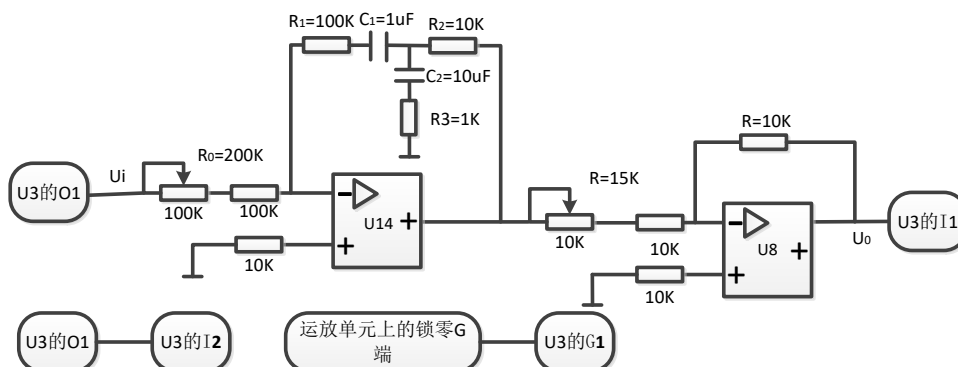 R₁=100K
C₁=1uF
R₂=10K
C₂=10uF
R3=1K
R=10K
U3的O1
Ui
R₀=200K
100K
100K
U14
10K
R=15K
10K
10K
U8
10K
U₀
U3的I1
U3的O1
U3的I2
运放单元上的锁零G
端
U3的G1